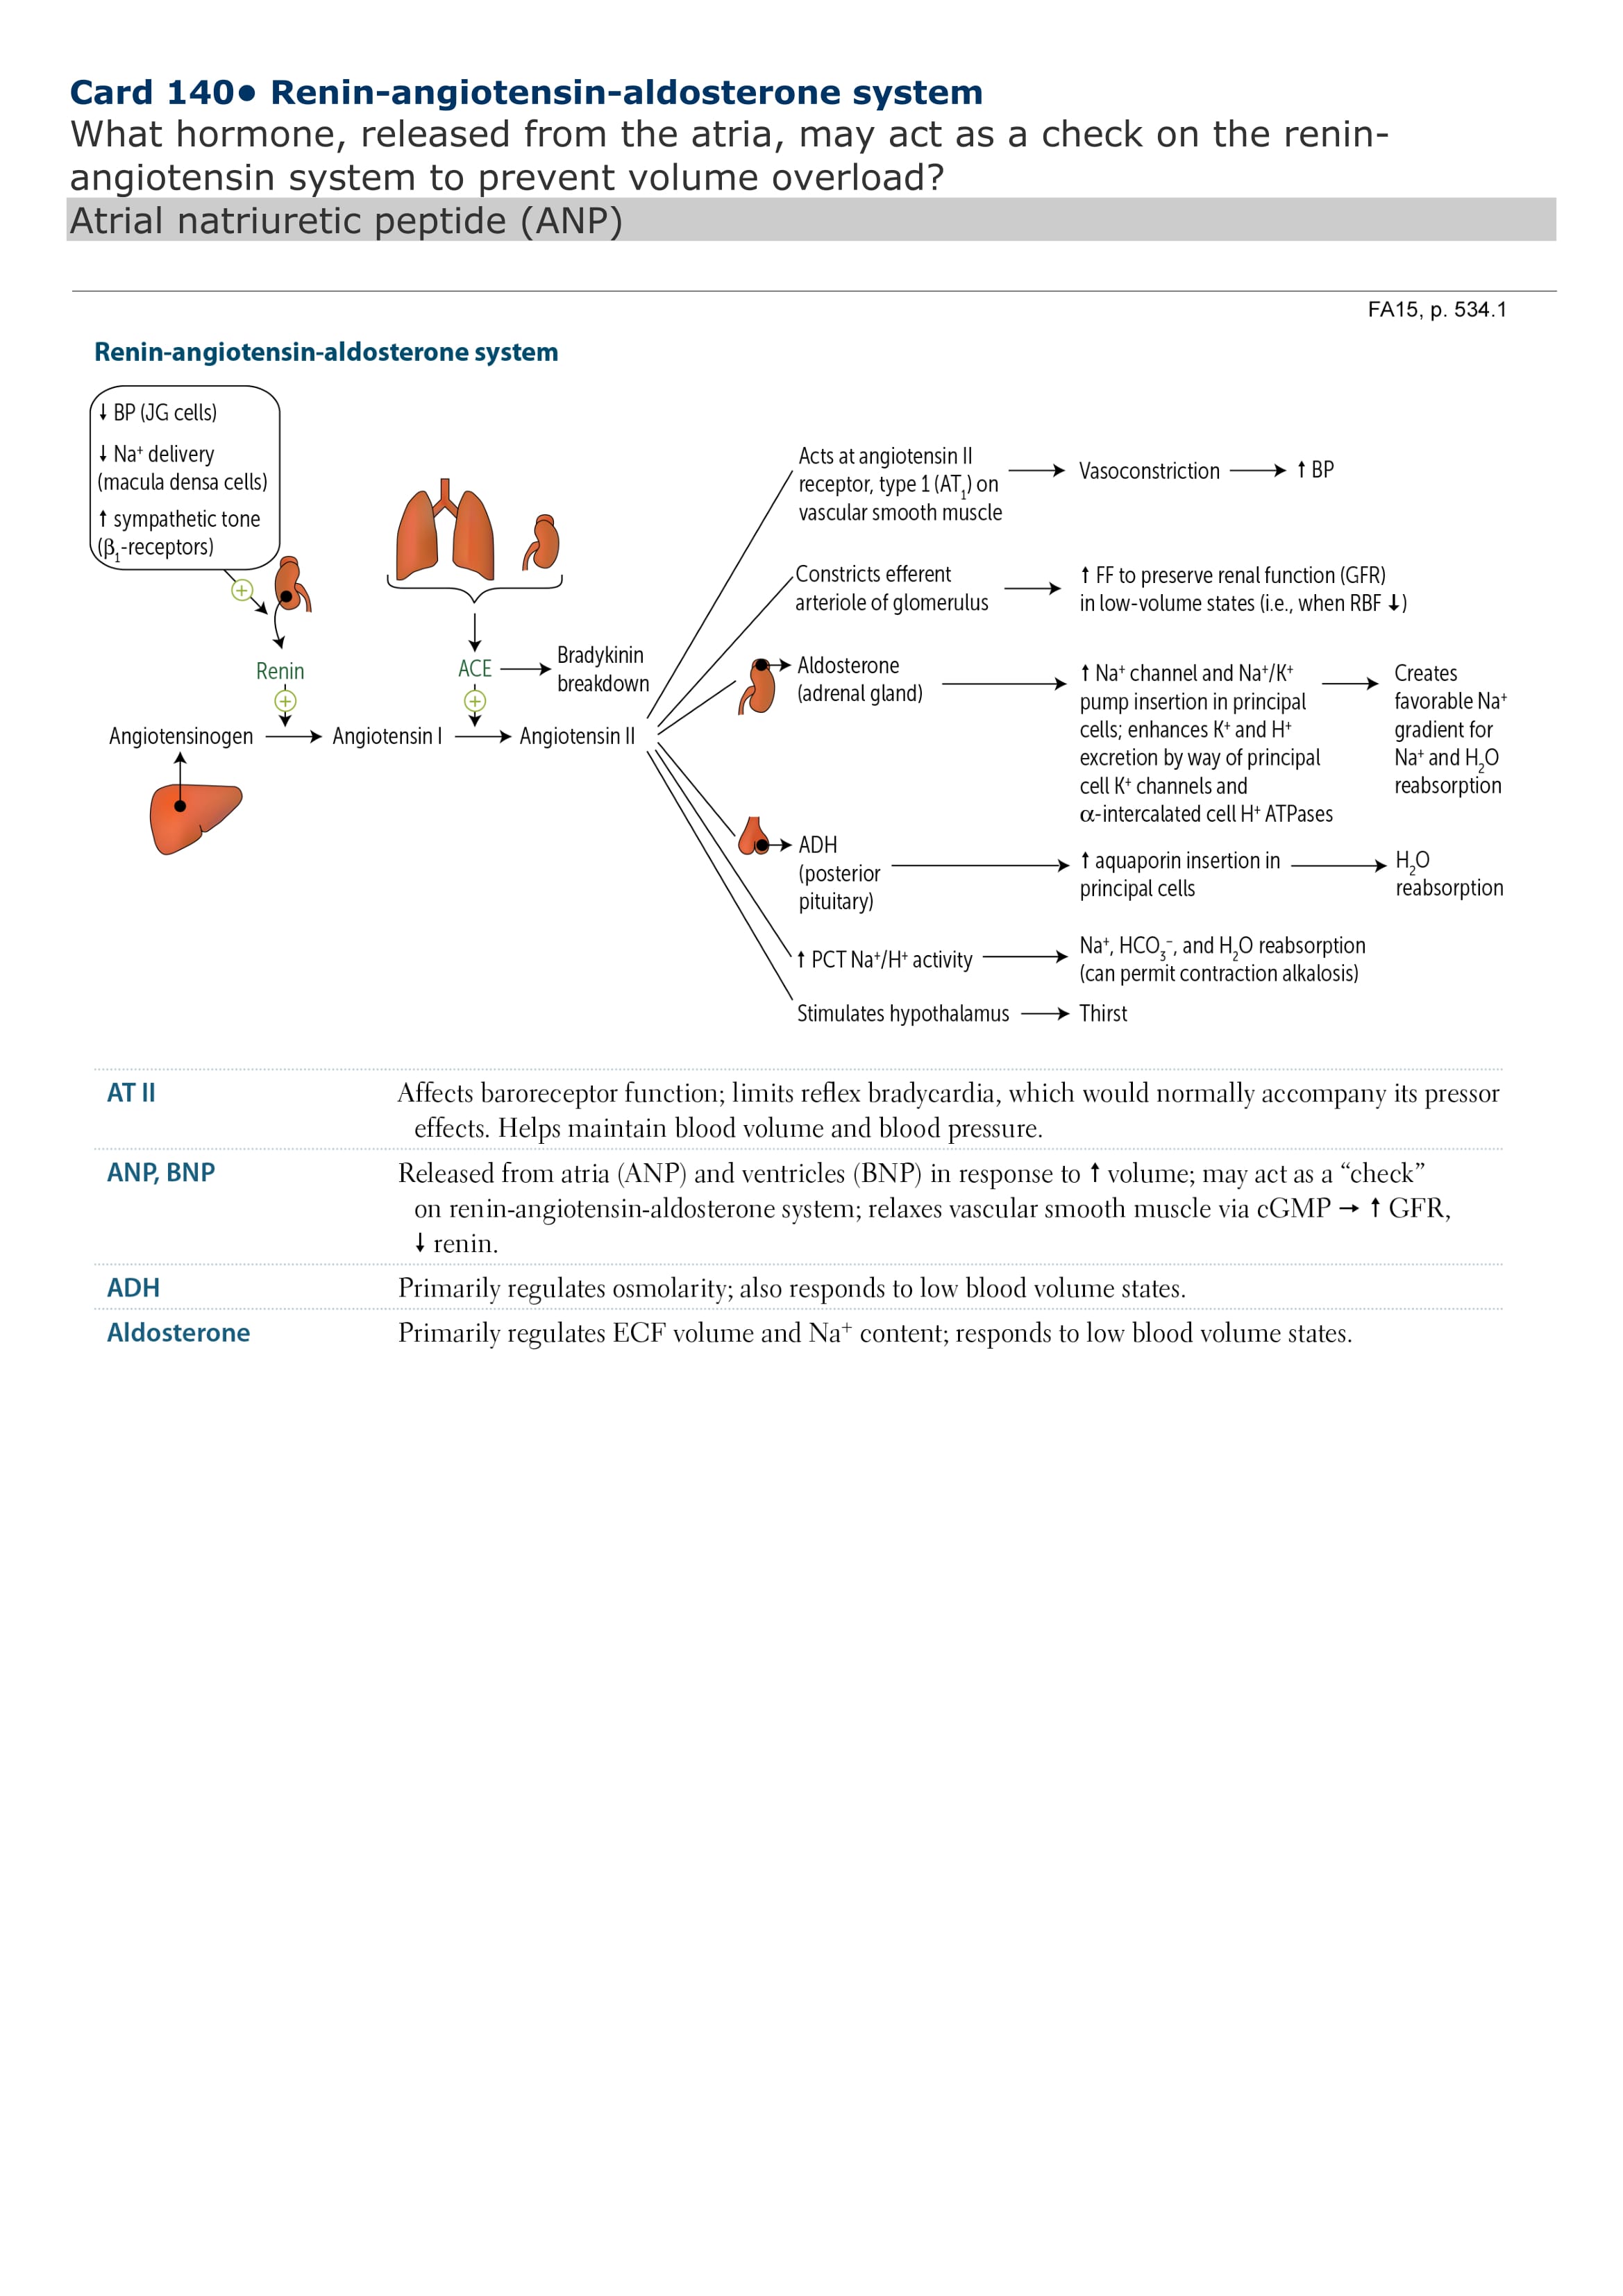 Card 140● Renin-angiotensin-aldosterone system
What hormone, released from the atria, may act as a check on the renin-
angiotensin system to prevent volume overload?
Atrial natriuretic peptide (ANP)
FA15, p. 534.1
Renin-angiotensin-aldosterone system
↓ BP (JG cells)
↓ Na⁺ delivery
(macula densa cells)
↑ sympathetic tone
(β₁-receptors)
+
Renin
+
Angiotensinogen
Angiotensin I
ACE
+
Bradykinin
breakdown
Angiotensin II
Acts at angiotensin II
receptor, type 1 (AT₁) on
vascular smooth muscle
Vasoconstriction
↑ BP
Constricts efferent
arteriole of glomerulus
↑ FF to preserve renal function (GFR)
in low-volume states (i.e., when RBF ↓)
Aldosterone
(adrenal gland)
↑ Na⁺ channel and Na⁺/K⁺
pump insertion in principal
cells; enhances K⁺ and H⁺
excretion by way of principal
cell K⁺ channels and
α-intercalated cell H⁺ ATPases
Creates
favorable Na⁺
gradient for
Na⁺ and H₂O
reabsorption
ADH
(posterior
pituitary)
↑ aquaporin insertion in
principal cells
H₂O
reabsorption
↑ PCT Na⁺/H⁺ activity
Na⁺, HCO₃⁻, and H₂O reabsorption
(can permit contraction alkalosis)
Stimulates hypothalamus
Thirst
AT II
Affects baroreceptor function; limits reflex bradycardia, which would normally accompany its pressor
effects. Helps maintain blood volume and blood pressure.
ANP, BNP
Released from atria (ANP) and ventricles (BNP) in response to ↑ volume; may act as a “check”
on renin-angiotensin-aldosterone system; relaxes vascular smooth muscle via cGMP → ↑ GFR,
↓ renin.
ADH
Primarily regulates osmolarity; also responds to low blood volume states.
Aldosterone
Primarily regulates ECF volume and Na⁺ content; responds to low blood volume states.